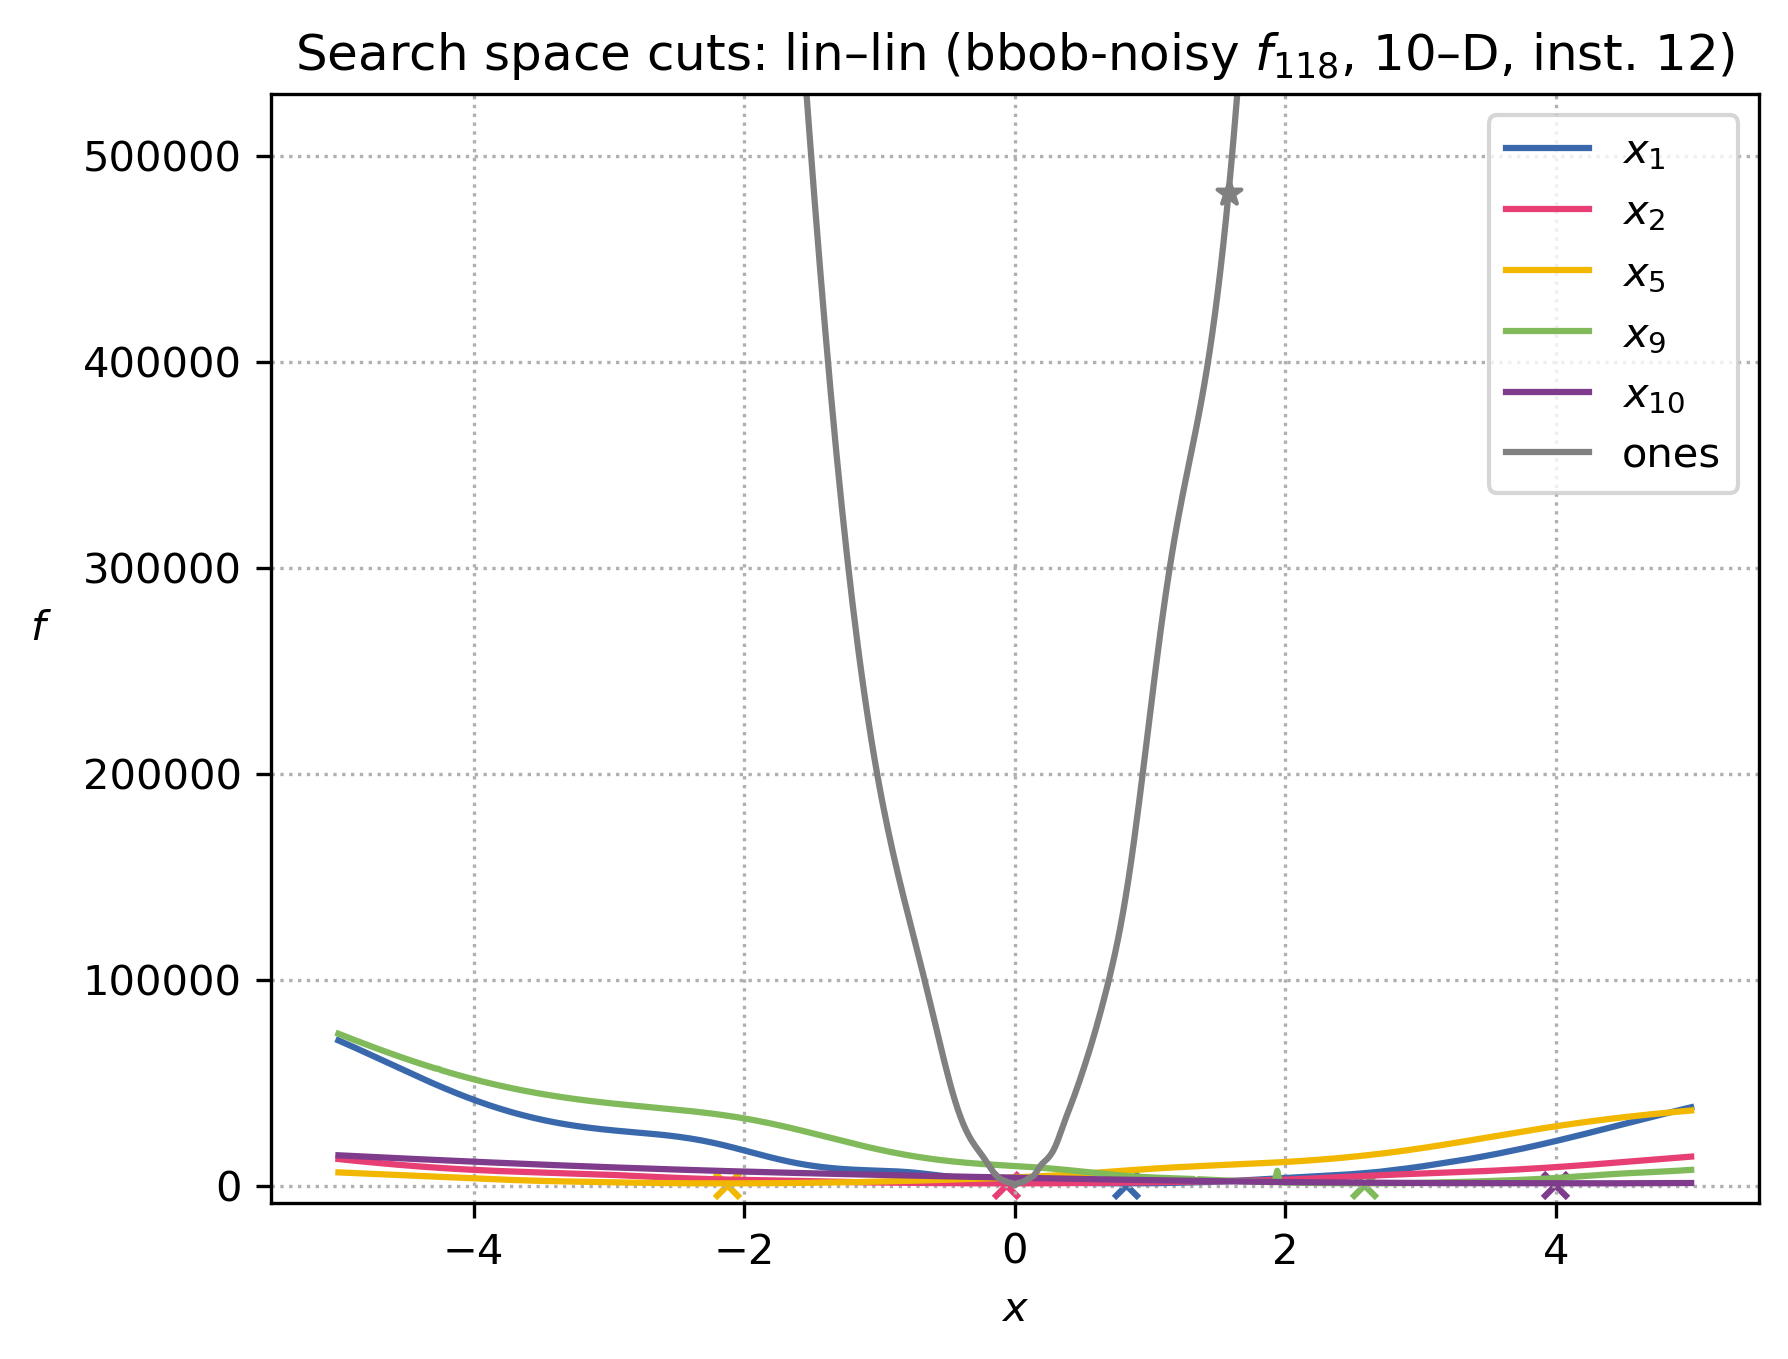 Search space cuts: lin–lin (bbob-noisy f118, 10–D, inst. 12)
500000
400000
300000
200000
100000
0
f
−4
−2
0
2
4
x
x1
x2
x5
x9
x10
ones